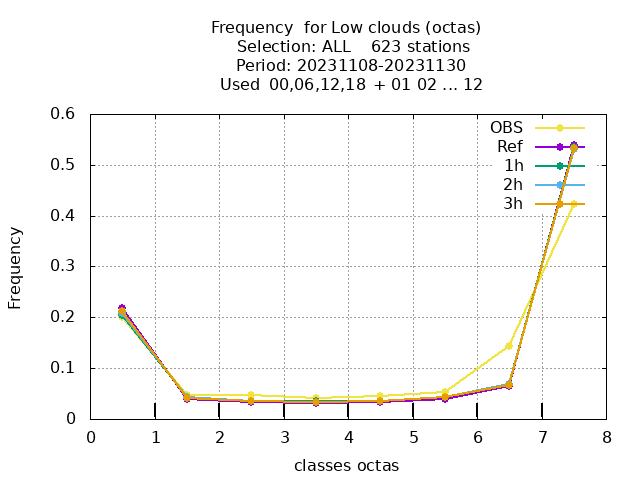 Frequency  for Low clouds (octas)
Selection: ALL    623 stations
Period: 20231108-20231130
Used  00,06,12,18  + 01 02 ... 12
0.6
0.5
0.4
0.3
0.2
0.1
0
Frequency
OBS
Ref
1h
2h
3h
0 1 2 3 4 5 6 7 8
classes octas